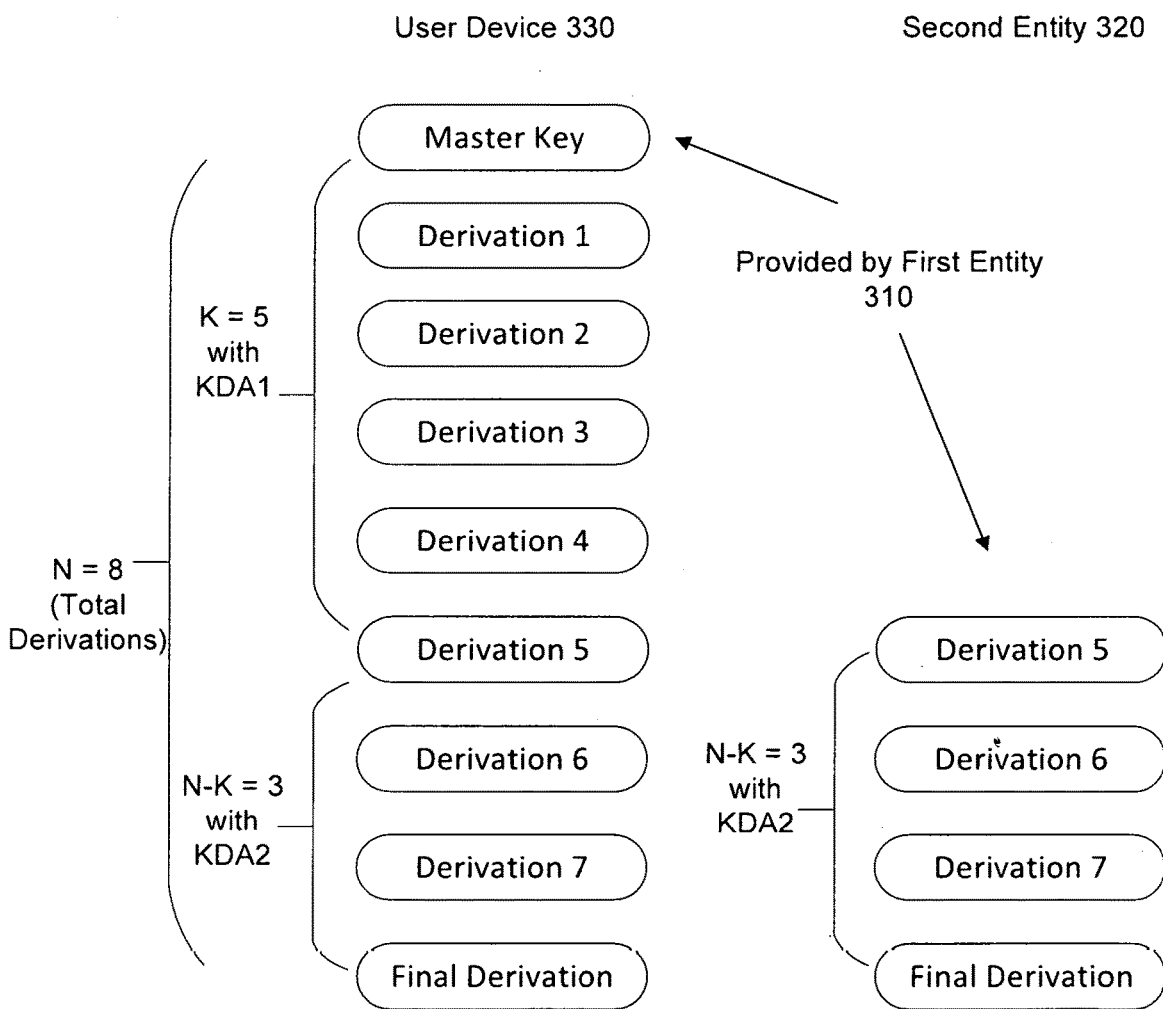 User Device 330
Second Entity 320
Master Key
Derivation 1
Provided by First Entity
310
K = 5
with
KDA1
Derivation 2
Derivation 3
Derivation 4
N = 8
(Total
Derivations)
Derivation 5
Derivation 5
N-K = 3
with
KDA2
Derivation 6
N-K = 3
with
KDA2
Derivation 6
Derivation 7
Derivation 7
Final Derivation
Final Derivation